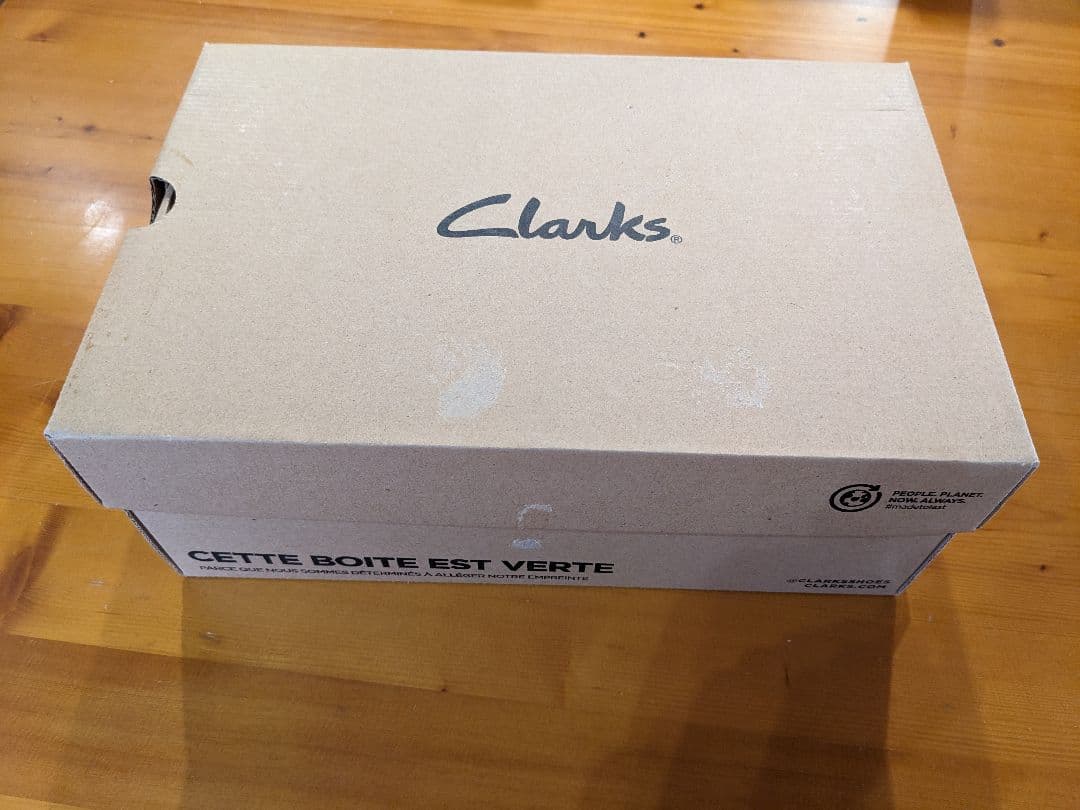 Clarks®
PEOPLE. PLANET.
NOW. ALWAYS.
#madetolast
CETTE BOITE EST VERTE
PARCE QUE NOUS SOMMES DÉTERMINÉS À ALLÉGER NOTRE EMPREINTE
@CLARKSSHOES
CLARKS.COM